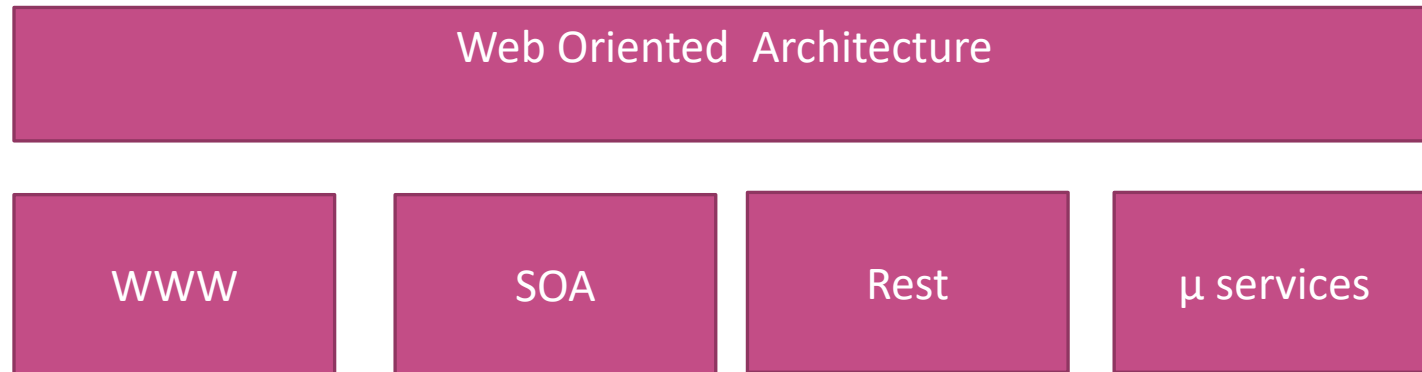 Web Oriented  Architecture
WWW
SOA
Rest
µ services